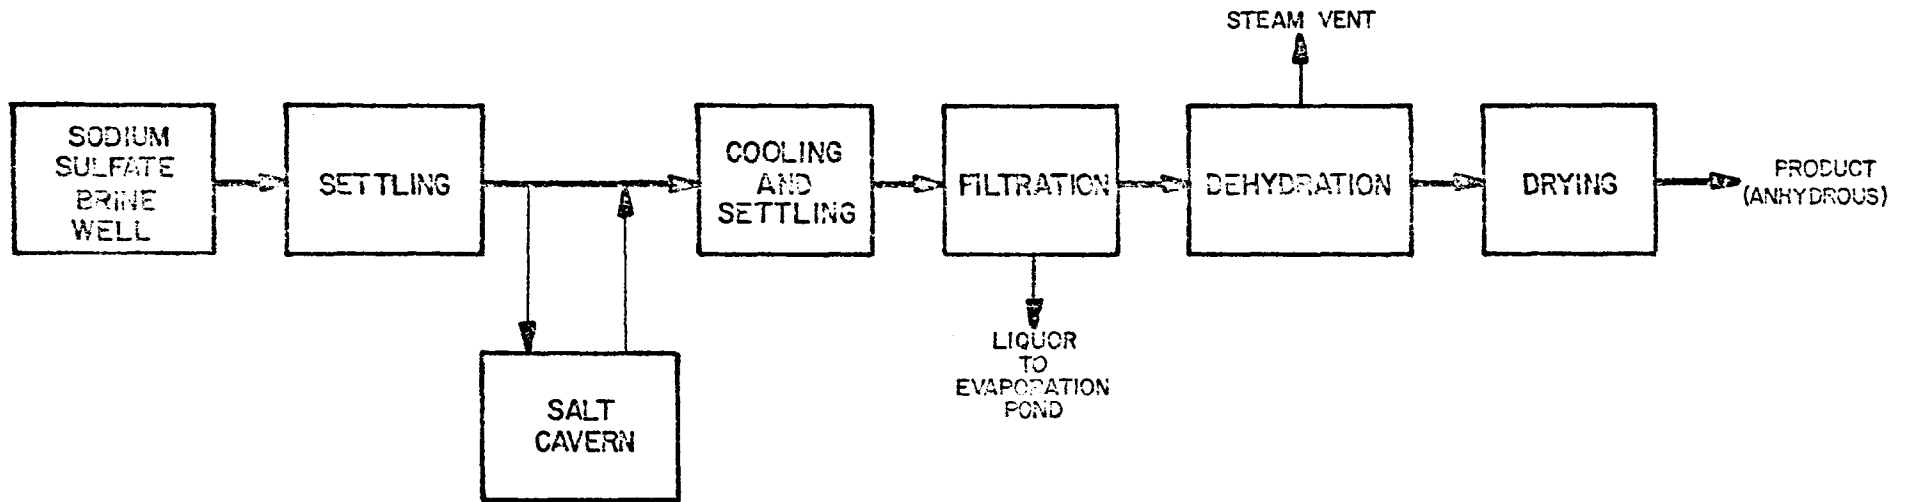 STEAM VENT
SODIUM
SULFATE
BRINE
WELL
SETTLING
COOLING
AND
SETTLING
FILTRATION
DEHYDRATION
DRYING
PRODUCT
(ANHYDROUS)
LIQUOR
TO
EVAPORATION
POND
SALT
CAVERN